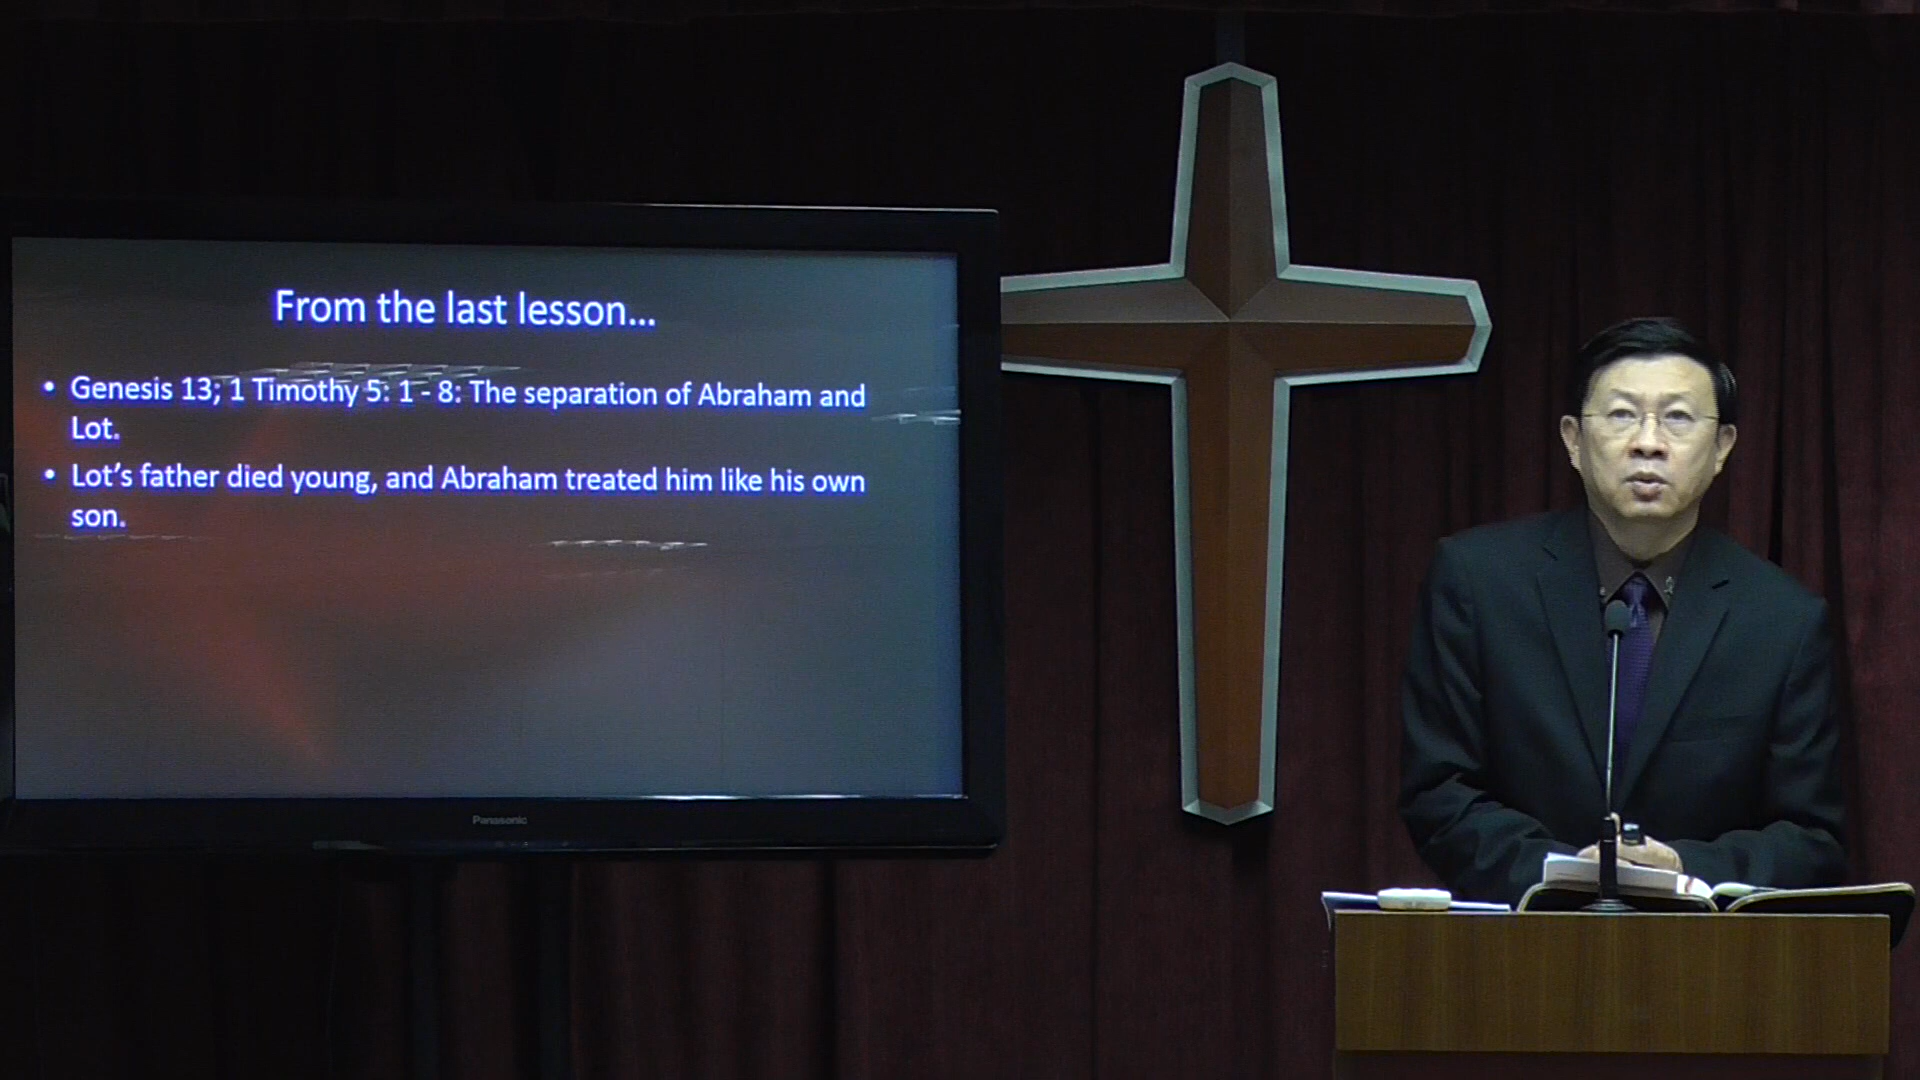 From the last lesson...
• Genesis 13; 1 Timothy 5: 1 - 8: The separation of Abraham and
Lot.
• Lot's father died young, and Abraham treated him like his own
son.
Panasonic